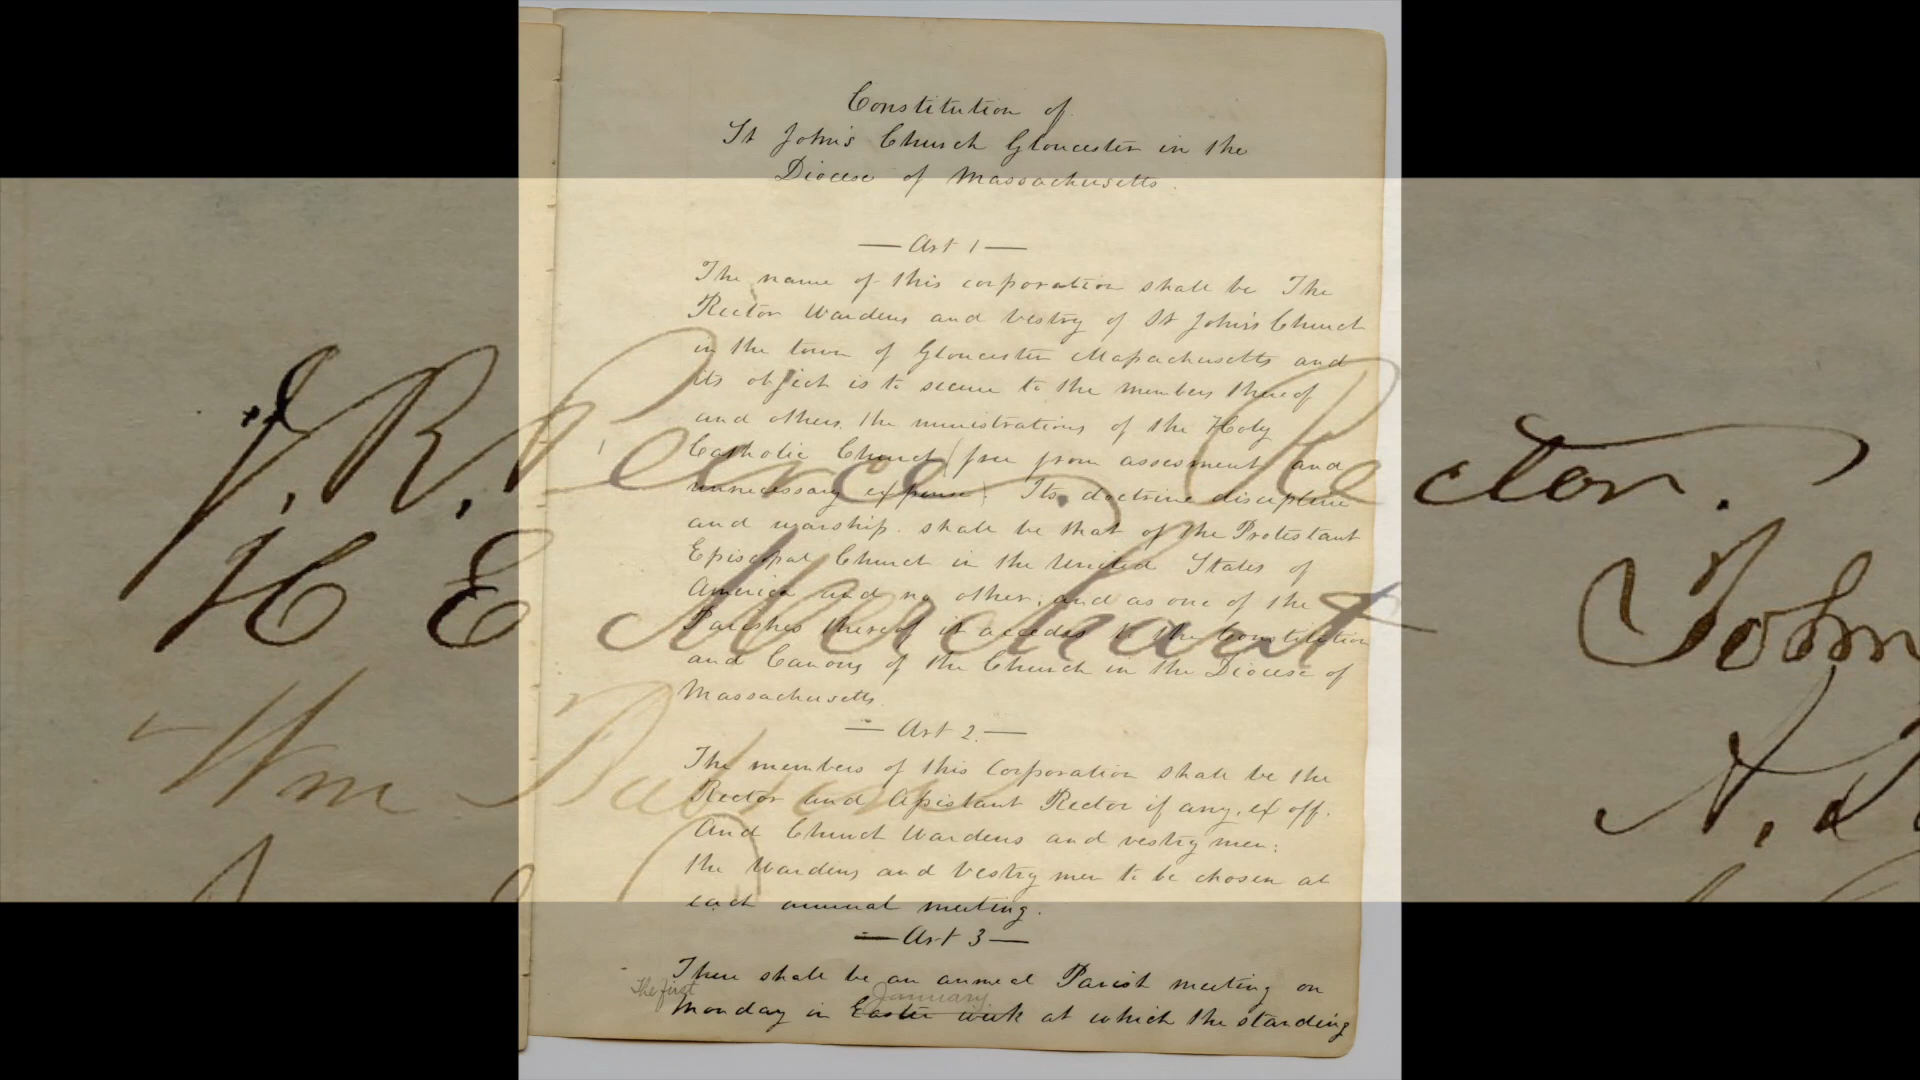 Constitution of
St John's Church Gloucester in the
Diocese of Massachusetts.
— Art 1 —
The name of this corporation shall be The
Rector Wardens and Vestry of St John's Church
in the town of Gloucester Massachusetts and
its object is to secure to the members thereof
and others, the ministrations of the Holy
Catholic Church (free from assessment and
unnecessary expense). Its doctrine discipline
and worship. shall be that of the Protestant
Episcopal Church in the United States of
America and no other, and as one of the
Parishes thereof it accedes to the Constitution
and Canons of the Church in the Diocese of
Massachusetts
— Art 2. —
The members of this Corporation shall be the
Rector and Assistant Rector if any, ex off.
And Church Wardens and vestry men:
the Wardens and Vestry men to be chosen at
each annual meeting.
— Art 3 —
There shall be an annual Parish meeting on
The first January
Monday in Easter week at which the standing
J. R. Peirce. Rector.
H E Merchant
John
Wm